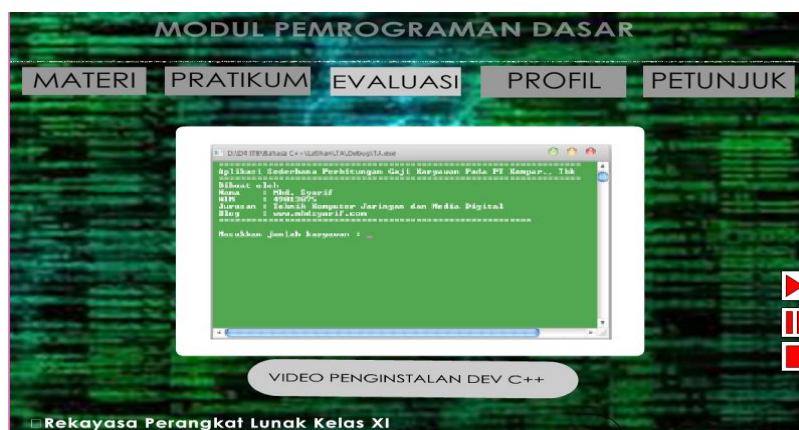 MODUL PEMROGRAMAN DASAR
MATERI PRATIKUM EVALUASI PROFIL PETUNJUK
Aplikasi Sederhana Perhitungan Gaji Karyawan Pada PT Kampar., Tbk
Dibuat oleh
Nama : Mhd. Syarif
NIM : 49013075
Jurusan : Teknik Komputer Jaringan dan Media Digital
Blog : www.mhdsyarif.com
Masukkan jumlah karyawan : _
VIDEO PENGINSTALAN DEV C++
Rekayasa Perangkat Lunak Kelas XI